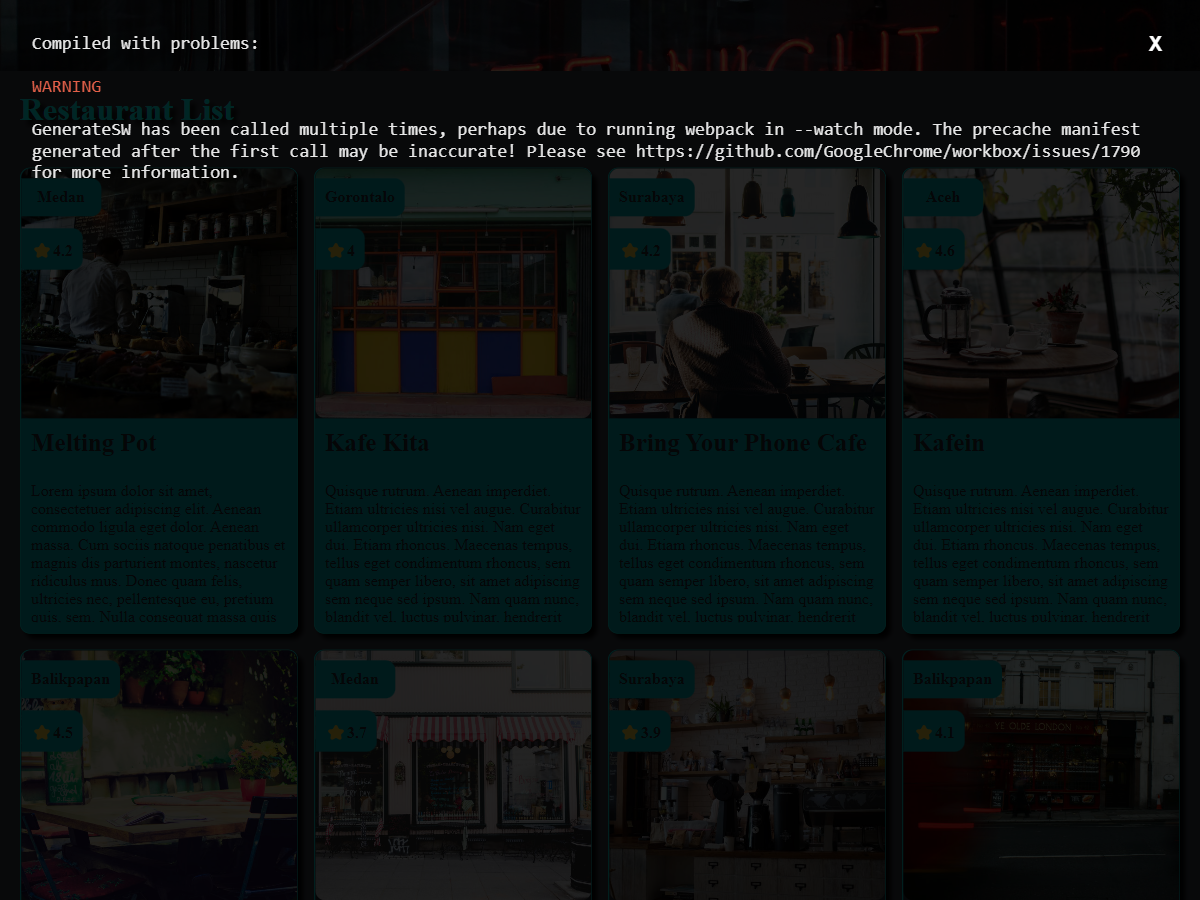 Compiled with problems:
X
WARNING
Restaurant List
GenerateSW has been called multiple times, perhaps due to running webpack in --watch mode. The precache manifest
generated after the first call may be inaccurate! Please see https://github.com/GoogleChrome/workbox/issues/1790
for more information.
Medan
4.2
Gorontalo
4
Surabaya
4.2
Aceh
4.6
Melting Pot
Lorem ipsum dolor sit amet,
consectetuer adipiscing elit. Aenean
commodo ligula eget dolor. Aenean
massa. Cum sociis natoque penatibus et
magnis dis parturient montes, nascetur
ridiculus mus. Donec quam felis,
ultricies nec, pellentesque eu, pretium
quis, sem. Nulla consequat massa quis
Kafe Kita
Quisque rutrum. Aenean imperdiet.
Etiam ultricies nisi vel augue. Curabitur
ullamcorper ultricies nisi. Nam eget
dui. Etiam rhoncus. Maecenas tempus,
tellus eget condimentum rhoncus, sem
quam semper libero, sit amet adipiscing
sem neque sed ipsum. Nam quam nunc,
blandit vel, luctus pulvinar, hendrerit
Bring Your Phone Cafe
Quisque rutrum. Aenean imperdiet.
Etiam ultricies nisi vel augue. Curabitur
ullamcorper ultricies nisi. Nam eget
dui. Etiam rhoncus. Maecenas tempus,
tellus eget condimentum rhoncus, sem
quam semper libero, sit amet adipiscing
sem neque sed ipsum. Nam quam nunc,
blandit vel, luctus pulvinar, hendrerit
Kafein
Quisque rutrum. Aenean imperdiet.
Etiam ultricies nisi vel augue. Curabitur
ullamcorper ultricies nisi. Nam eget
dui. Etiam rhoncus. Maecenas tempus,
tellus eget condimentum rhoncus, sem
quam semper libero, sit amet adipiscing
sem neque sed ipsum. Nam quam nunc,
blandit vel, luctus pulvinar, hendrerit
Balikpapan
4.5
Medan
3.7
Surabaya
3.9
Balikpapan
4.1
YE OLDE LONDON